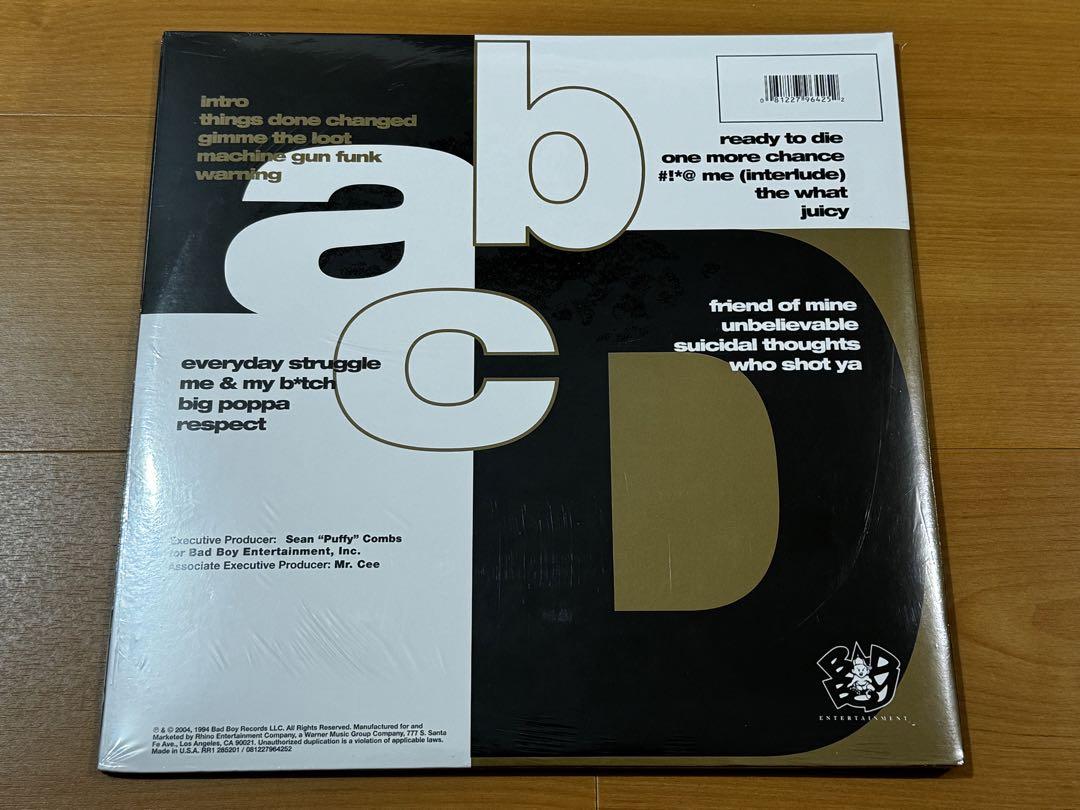 intro
things done changed
gimme the loot
machine gun funk
warning
a
b
0 81227 96425 2
ready to die
one more chance
#!*@ me (interlude)
the what
juicy
everyday struggle
me & my b*tch
big poppa
respect
c
friend of mine
unbelievable
suicidal thoughts
who shot ya
D
Executive Producer: Sean "Puffy" Combs
for Bad Boy Entertainment, Inc.
Associate Executive Producer: Mr. Cee
℗ & © 2004, 1994 Bad Boy Records LLC. All Rights Reserved. Manufactured for and
Marketed by Rhino Entertainment Company, a Warner Music Group Company, 777 S. Santa
Fe Ave., Los Angeles, CA 90021. Unauthorized duplication is a violation of applicable laws.
Made in U.S.A. RR1 285201 / 081227964252
BAD
BOY
ENTERTAINMENT